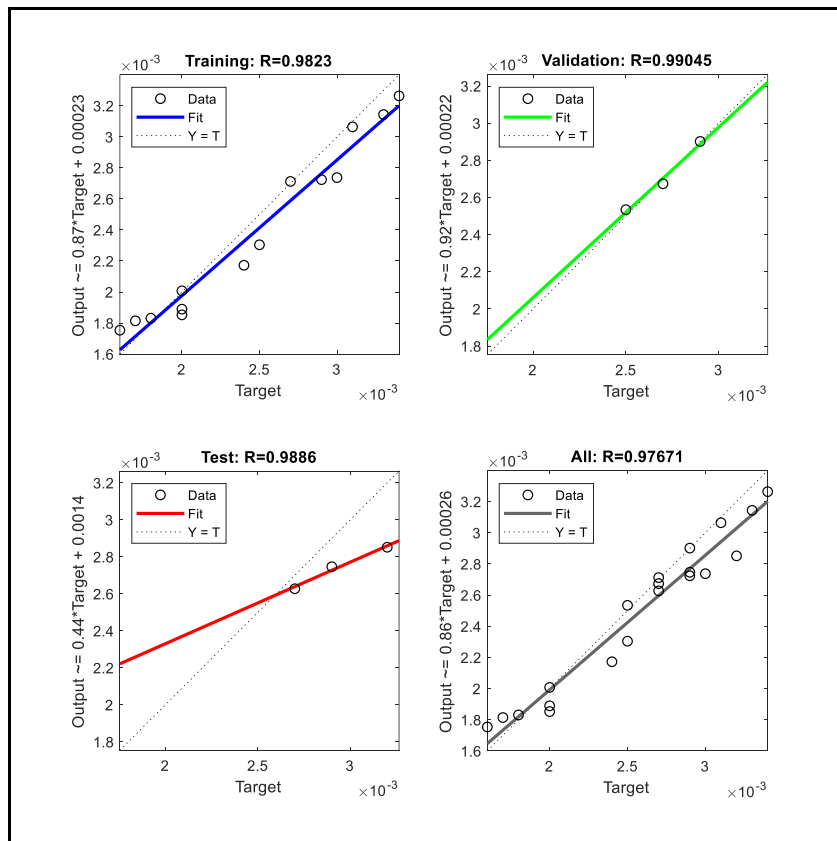 Training: R=0.9823
×10⁻³
Output ~= 0.87*Target + 0.00023
3.2
3
2.8
2.6
2.4
2.2
2
1.8
1.6
Data
Fit
Y = T
2
2.5
3
Target
×10⁻³
Validation: R=0.99045
×10⁻³
Output ~= 0.92*Target + 0.00022
3.2
3
2.8
2.6
2.4
2.2
2
1.8
Data
Fit
Y = T
2
2.5
3
Target
×10⁻³
Test: R=0.9886
×10⁻³
Output ~= 0.44*Target + 0.0014
3.2
3
2.8
2.6
2.4
2.2
2
1.8
Data
Fit
Y = T
2
2.5
3
Target
×10⁻³
All: R=0.97671
×10⁻³
Output ~= 0.86*Target + 0.00026
3.2
3
2.8
2.6
2.4
2.2
2
1.8
1.6
Data
Fit
Y = T
2
2.5
3
Target
×10⁻³